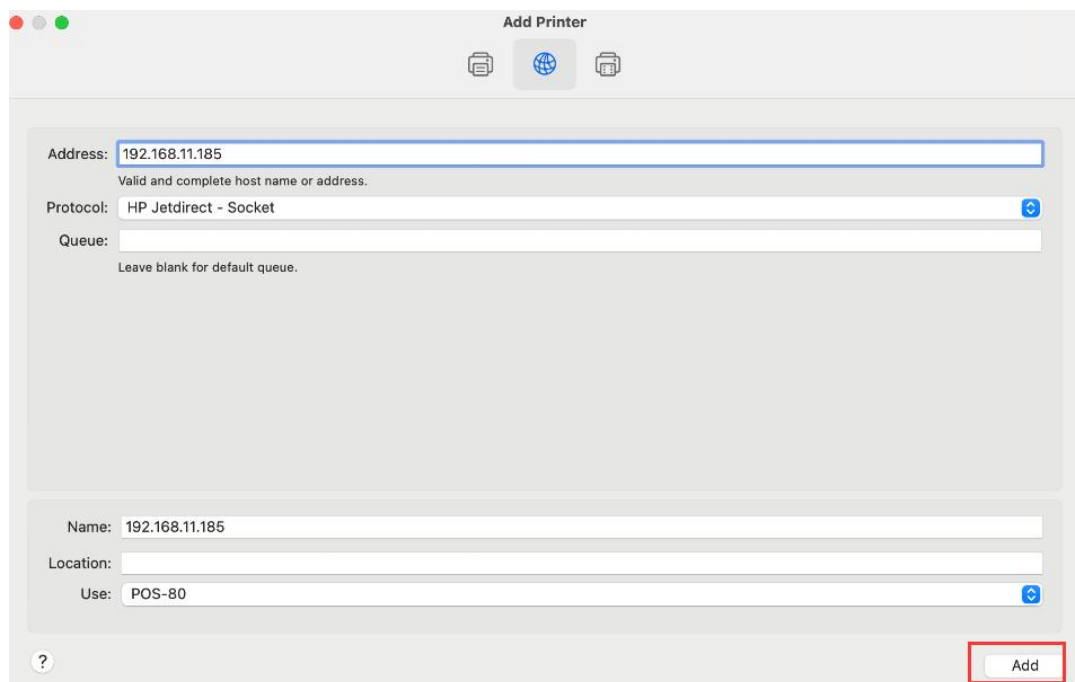 Add Printer
Address: 192.168.11.185
Valid and complete host name or address.
Protocol: HP Jetdirect - Socket
Queue:
Leave blank for default queue.
Name: 192.168.11.185
Location:
Use: POS-80
?
Add